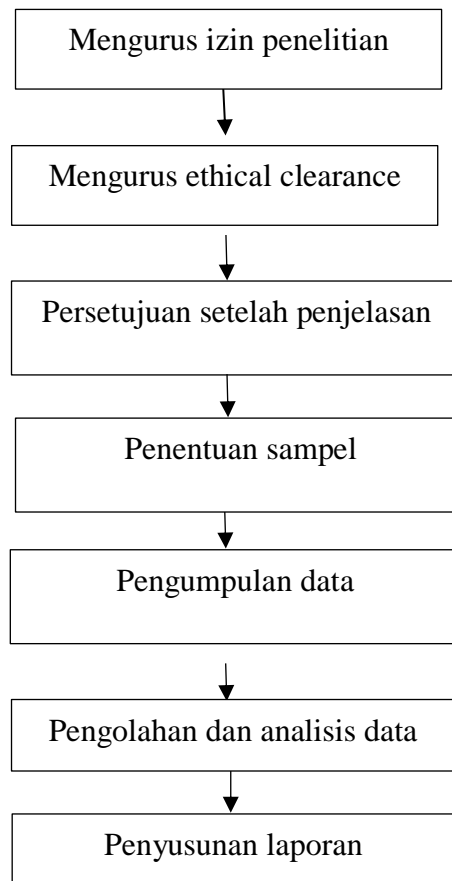 Mengurus izin penelitian
Mengurus ethical clearance
Persetujuan setelah penjelasan
Penentuan sampel
Pengumpulan data
Pengolahan dan analisis data
Penyusunan laporan